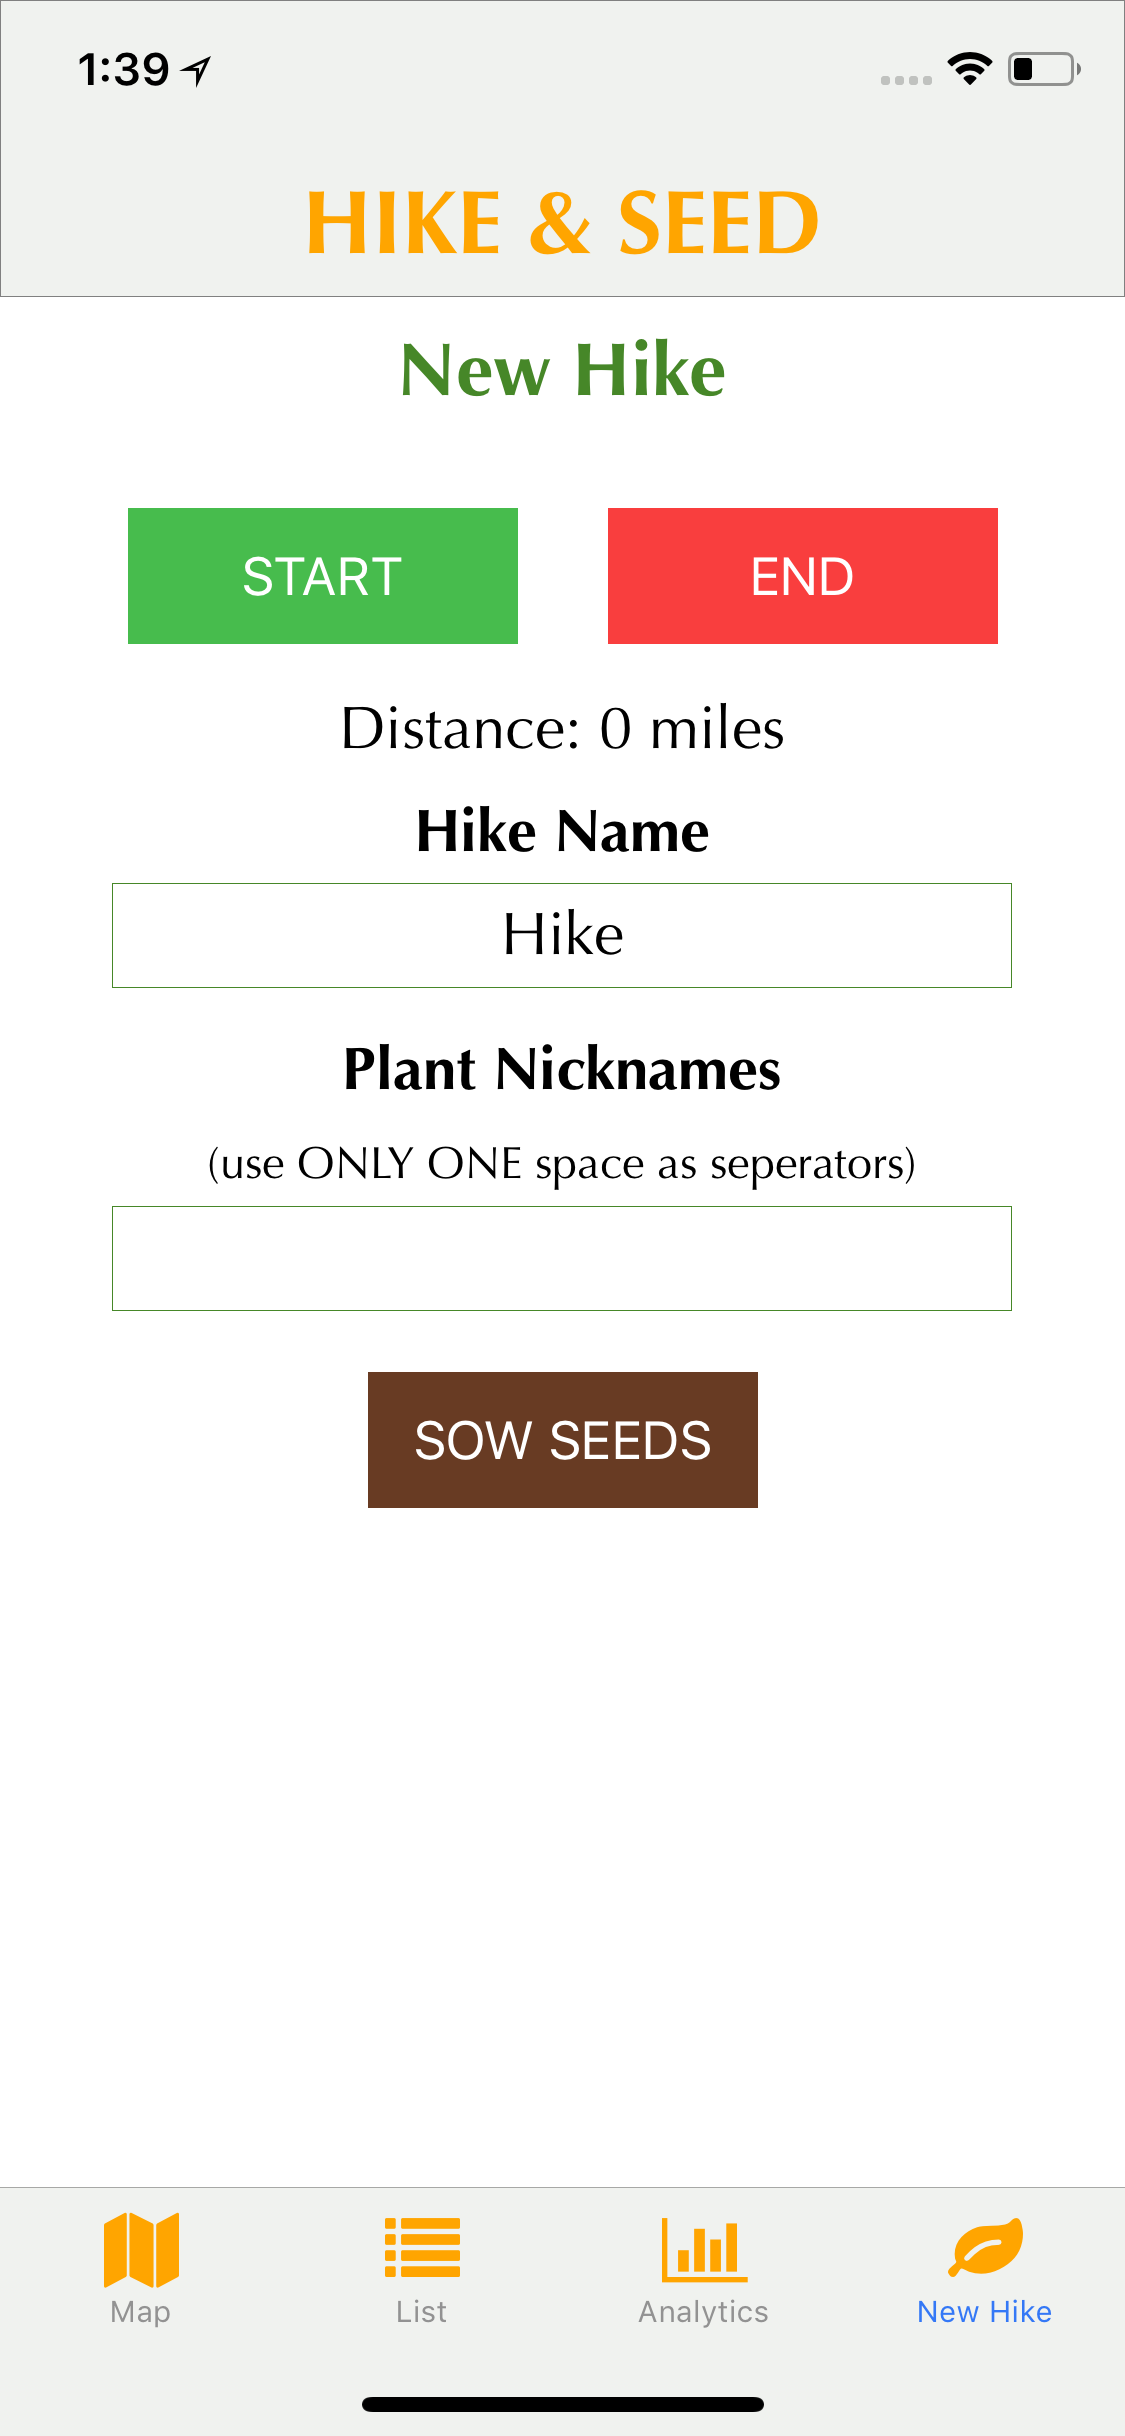 1:39
HIKE & SEED
New Hike
START
END
Distance: 0 miles
Hike Name
Hike
Plant Nicknames
(use ONLY ONE space as seperators)
SOW SEEDS
Map
List
Analytics
New Hike